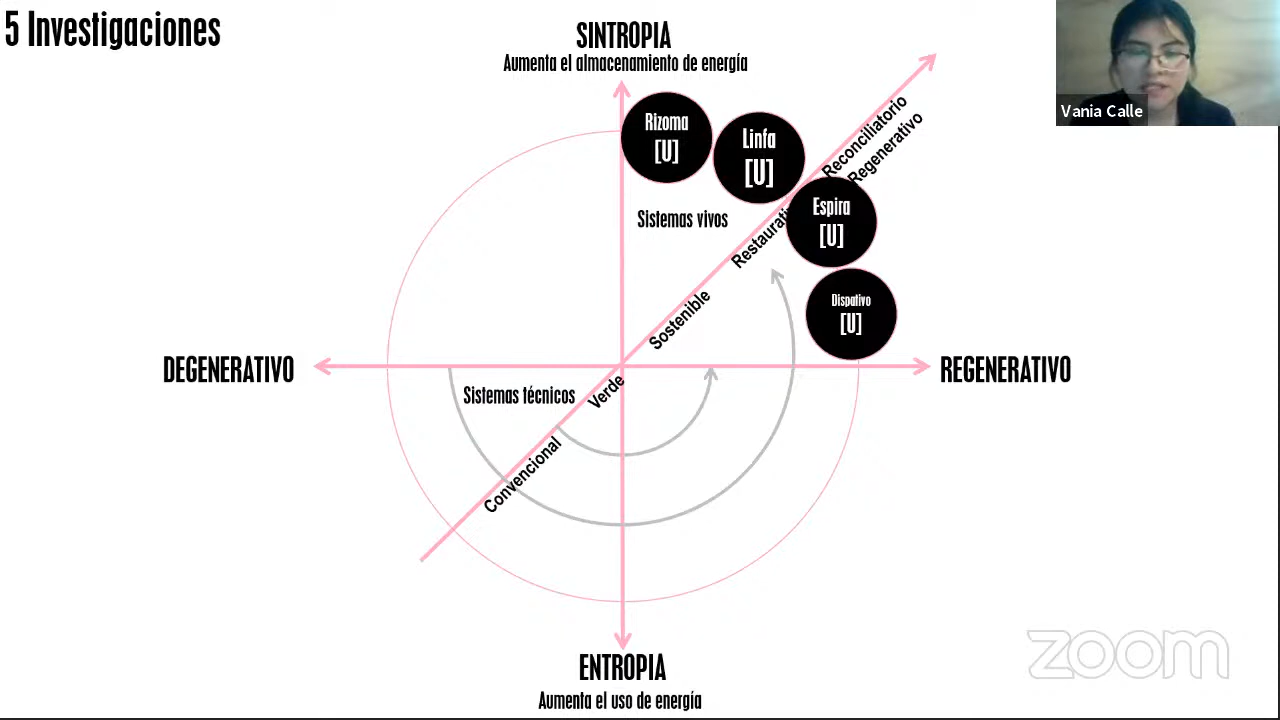 5 Investigaciones
SINTROPIA
Aumenta el almacenamiento de energía
Vania Calle
Rizoma
[U]
Linfa
[U]
Reconciliatorio
Regenerativo
Espira
[U]
Sistemas vivos
Sostenible
Dispativo
[U]
DEGENERATIVO
REGENERATIVO
Sistemas técnicos
Verde
Convencional
ENTROPIA
Aumenta el uso de energía
zoom